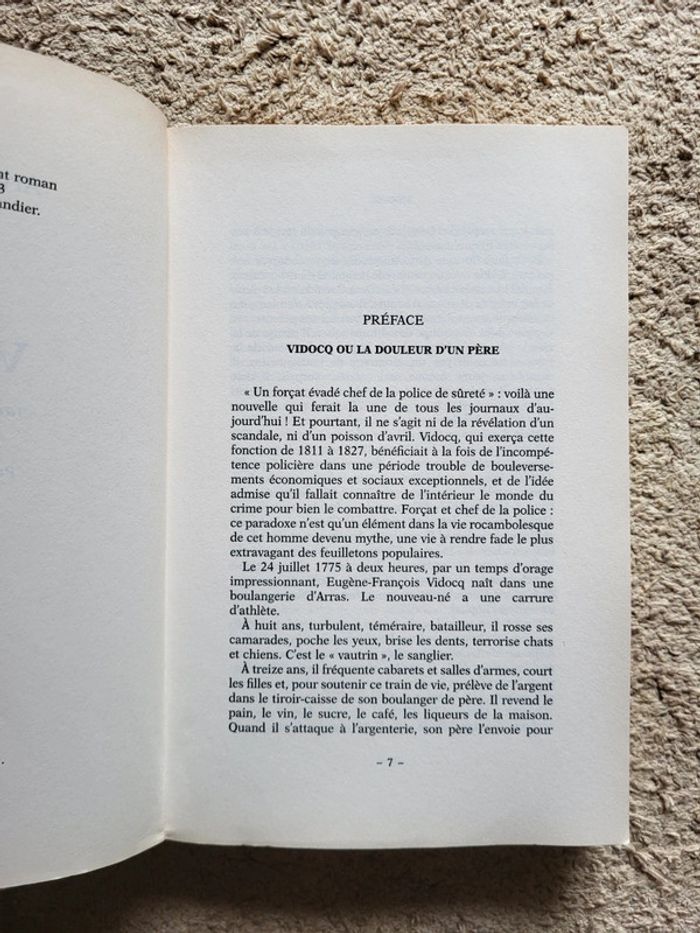 nt roman
8
andier.
PRÉFACE
VIDOCQ OU LA DOULEUR D'UN PÈRE
« Un forçat évadé chef de la police de sûreté » : voilà une
nouvelle qui ferait la une de tous les journaux d'au-
jourd'hui ! Et pourtant, il ne s'agit ni de la révélation d'un
scandale, ni d'un poisson d'avril. Vidocq, qui exerça cette
fonction de 1811 à 1827, bénéficiait à la fois de l'incompé-
tence policière dans une période trouble de bouleverse-
ments économiques et sociaux exceptionnels, et de l'idée
admise qu'il fallait connaître de l'intérieur le monde du
crime pour bien le combattre. Forçat et chef de la police :
ce paradoxe n'est qu'un élément dans la vie rocambolesque
de cet homme devenu mythe, une vie à rendre fade le plus
extravagant des feuilletons populaires.
Le 24 juillet 1775 à deux heures, par un temps d'orage
impressionnant, Eugène-François Vidocq naît dans une
boulangerie d'Arras. Le nouveau-né a une carrure
d'athlète.
À huit ans, turbulent, téméraire, batailleur, il rosse ses
camarades, poche les yeux, brise les dents, terrorise chats
et chiens. C'est le « vautrin », le sanglier.
À treize ans, il fréquente cabarets et salles d'armes, court
les filles et, pour soutenir ce train de vie, prélève de l'argent
dans le tiroir-caisse de son boulanger de père. Il revend le
pain, le vin, le sucre, le café, les liqueurs de la maison.
Quand il s'attaque à l'argenterie, son père l'envoie pour
– 7 –